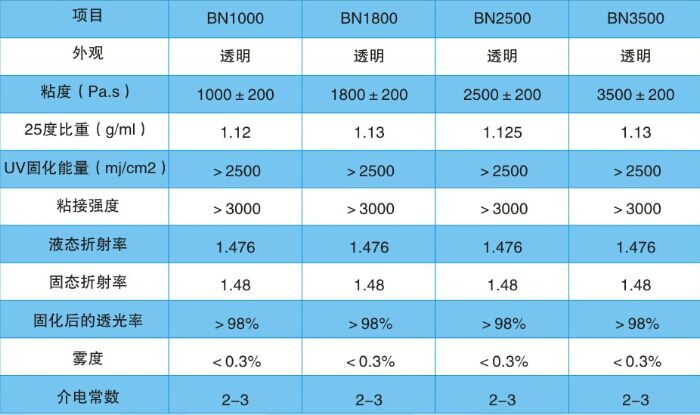 项目 BN1000 BN1800 BN2500 BN3500
外观 透明 透明 透明 透明
粘度（Pa.s） 1000±200 1800±200 2500±200 3500±200
25度比重（g/ml） 1.12 1.13 1.125 1.13
UV固化能量（mj/cm2） >2500 >2500 >2500 >2500
粘接强度 >3000 >3000 >3000 >3000
液态折射率 1.476 1.476 1.476 1.476
固态折射率 1.48 1.48 1.48 1.48
固化后的透光率 >98% >98% >98% >98%
雾度 <0.3% <0.3% <0.3% <0.3%
介电常数 2-3 2-3 2-3 2-3